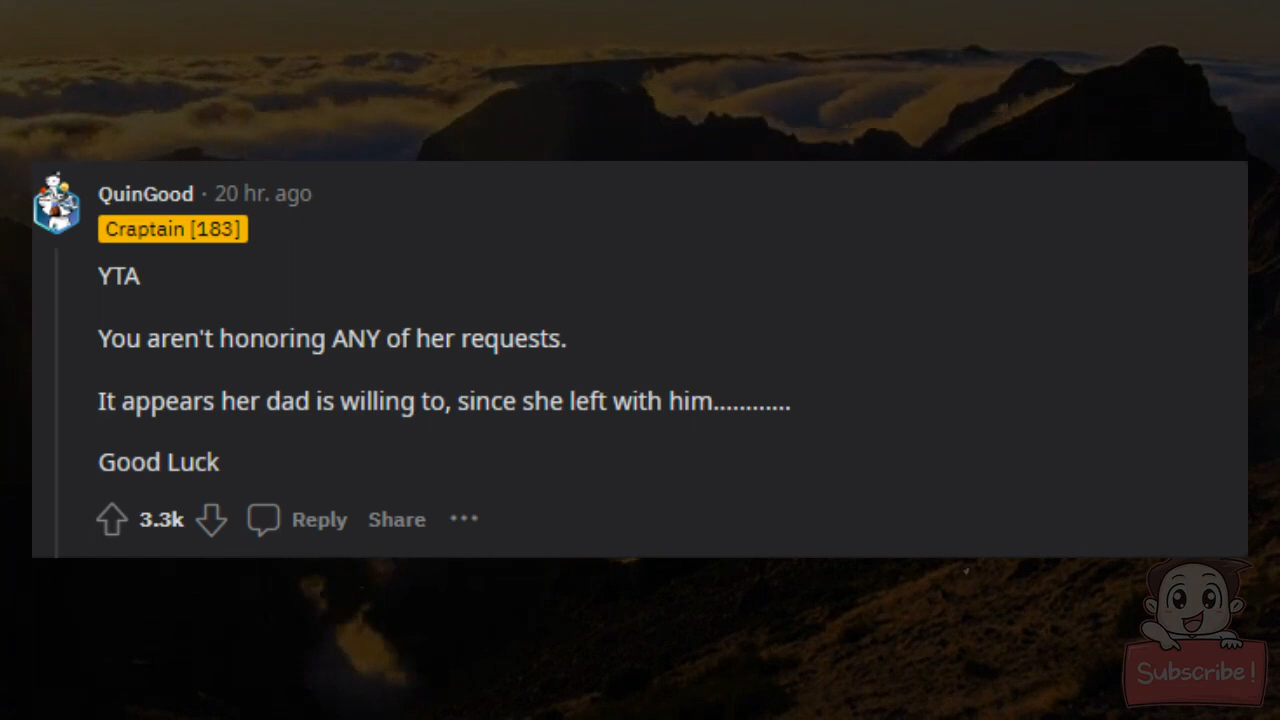 QuinGood · 20 hr. ago
Craptain [183]
YTA
You aren't honoring ANY of her requests.
It appears her dad is willing to, since she left with him............
Good Luck
3.3k Reply Share ···
Subscribe!